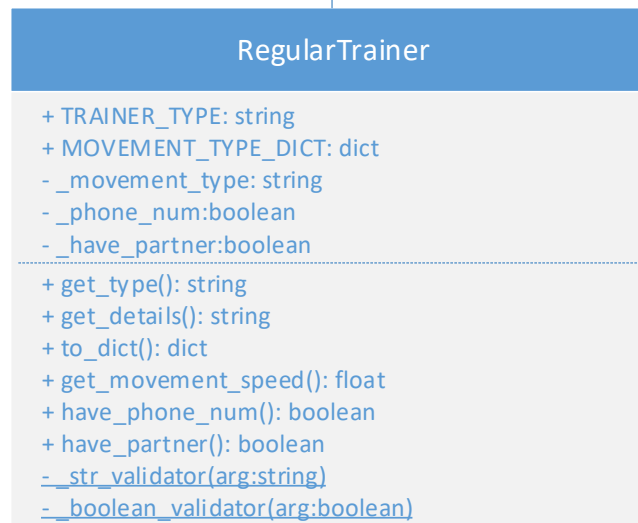 RegularTrainer
+ TRAINER_TYPE: string
+ MOVEMENT_TYPE_DICT: dict
- _movement_type: string
- _phone_num:boolean
- _have_partner:boolean
+ get_type(): string
+ get_details(): string
+ to_dict(): dict
+ get_movement_speed(): float
+ have_phone_num(): boolean
+ have_partner(): boolean
- _str_validator(arg:string)
- _boolean_validator(arg:boolean)